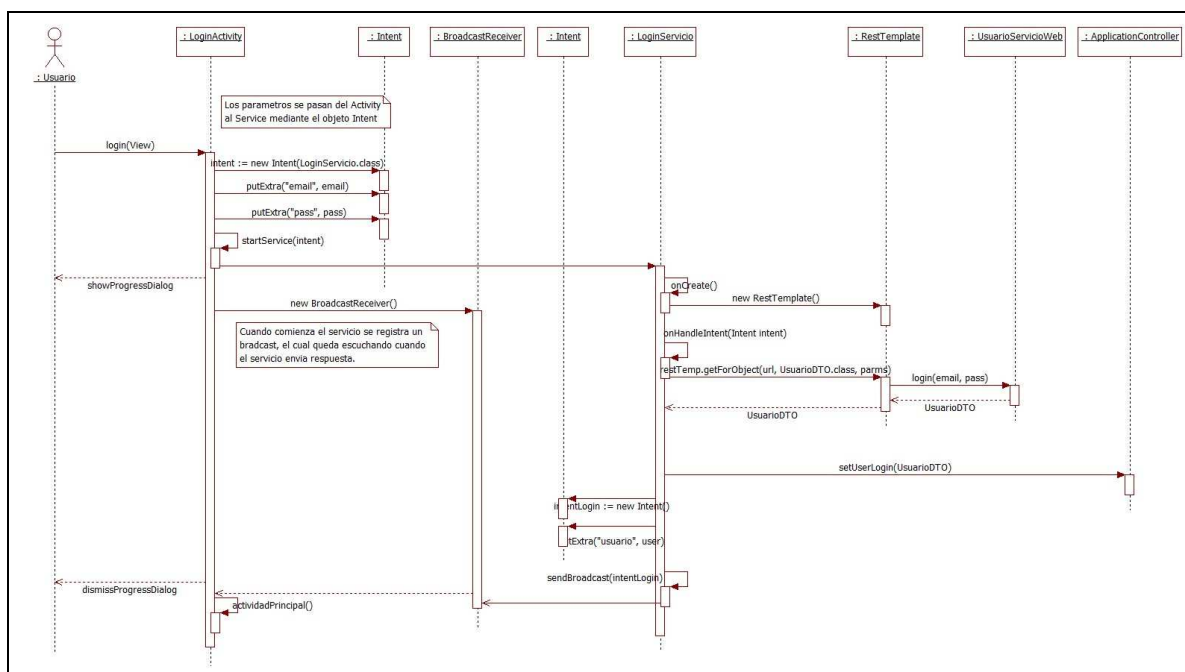 : LoginActivity
: Intent
: BroadcastReceiver
: Intent
: LoginServicio
: RestTemplate
: UsuarioServicioWeb
: ApplicationController
: Usuario
Los parametros se pasan del Activity
al Service mediante el objeto Intent
login(View)
intent := new Intent(LoginServicio.class)
putExtra("email", email)
putExtra("pass", pass)
startService(intent)
showProgressDialog
onCreate()
new RestTemplate()
new BroadcastReceiver()
Cuando comienza el servicio se registra un
bradcast, el cual queda escuchando cuando
el servicio envia respuesta.
onHandleIntent(Intent intent)
restTemp.getForObject(url, UsuarioDTO.class, parms)
login(email, pass)
UsuarioDTO
UsuarioDTO
setUserLogin(UsuarioDTO)
intentLogin := new Intent()
tExtra("usuario", user)
sendBroadcast(intentLogin)
dismissProgressDialog
actividadPrincipal()